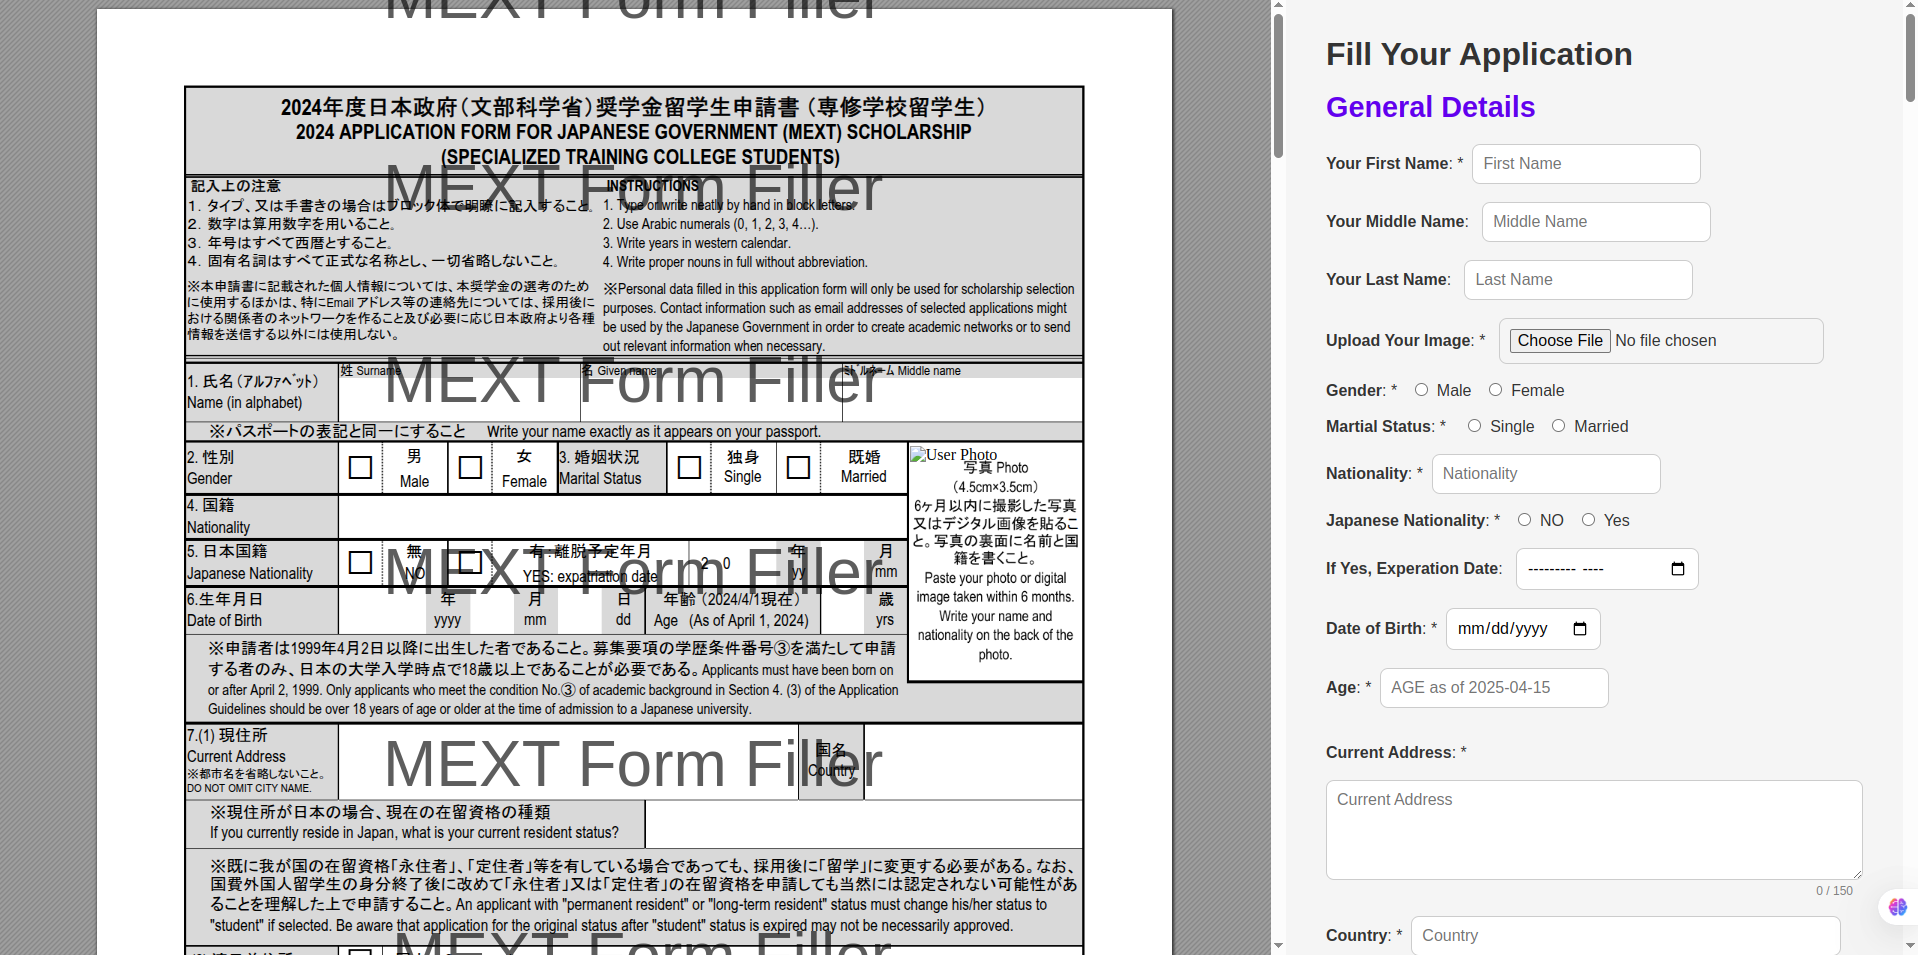 MEXT Form Filler
2024年度日本政府（文部科学省）奨学金留学生申請書 （専修学校留学生）
2024 APPLICATION FORM FOR JAPANESE GOVERNMENT (MEXT) SCHOLARSHIP
(SPECIALIZED TRAINING COLLEGE STUDENTS)
MEXT Form Filler
記入上の注意
1. タイプ、又は手書きの場合はブロック体で明瞭に記入すること。
2. 数字は算用数字を用いること。
3. 年号はすべて西暦とすること。
4. 固有名詞はすべて正式な名称とし、一切省略しないこと。
※本申請書に記載された個人情報については、本奨学金の選考のため
に使用するほかは、特にEmail アドレス等の連絡先については、採用後に
おける関係者のネットワークを作ること及び必要に応じ日本政府より各種
情報を送信する以外には使用しない。
INSTRUCTIONS
1. Type or write neatly by hand in block letters.
2. Use Arabic numerals (0, 1, 2, 3, 4…).
3. Write years in western calendar.
4. Write proper nouns in full without abbreviation.
※Personal data filled in this application form will only be used for scholarship selection
purposes. Contact information such as email addresses of selected applications might
be used by the Japanese Government in order to create academic networks or to send
out relevant information when necessary.
MEXT Form Filler
1. 氏名（アルファベット）
Name (in alphabet)
姓 Surname
名 Given name
ミドルネーム Middle name
※パスポートの表記と同一にすること Write your name exactly as it appears on your passport.
2. 性別
Gender
男
Male
女
Female
3. 婚姻状況
Marital Status
独身
Single
既婚
Married
User Photo
写真 Photo
（4.5cm×3.5cm）
6ヶ月以内に撮影した写真
又はデジタル画像を貼るこ
と。写真の裏面に名前と国
籍を書くこと。
Paste your photo or digital
image taken within 6 months.
Write your name and
nationality on the back of the
photo.
4. 国籍
Nationality
MEXT Form Filler
5. 日本国籍
Japanese Nationality
無
NO
有：離脱予定年月
YES: expatriation date
2 0
年
yy
月
mm
6.生年月日
Date of Birth
年
yyyy
月
mm
日
dd
年齢 （2024/4/1現在）
Age (As of April 1, 2024)
歳
yrs
※申請者は1999年4月2日以降に出生した者であること。募集要項の学歴条件番号③を満たして申請
する者のみ、日本の大学入学時点で18歳以上であることが必要である。Applicants must have been born on
or after April 2, 1999. Only applicants who meet the condition No.③ of academic background in Section 4. (3) of the Application
Guidelines should be over 18 years of age or older at the time of admission to a Japanese university.
7.(1) 現住所
Current Address
※都市名を省略しないこと。
DO NOT OMIT CITY NAME.
MEXT Form Filler
国名
Country
※現住所が日本の場合、現在の在留資格の種類
If you currently reside in Japan, what is your current resident status?
※既に我が国の在留資格「永住者」、「定住者」等を有している場合であっても、採用後に「留学」に変更する必要がある。なお、
国費外国人留学生の身分終了後に改めて「永住者」又は「定住者」の在留資格を申請しても当然には認定されない可能性があ
ることを理解した上で申請すること。An applicant with "permanent resident" or "long-term resident" status must change his/her status to
"student" if selected. Be aware that application for the original status after "student" status is expired may not be necessarily approved.
MEXT Form Filler
Fill Your Application
General Details
Your First Name: * First Name
Your Middle Name: Middle Name
Your Last Name: Last Name
Upload Your Image: * Choose File No file chosen
Gender: * Male Female
Martial Status: * Single Married
Nationality: * Nationality
Japanese Nationality: * NO Yes
If Yes, Experation Date: --------- ----
Date of Birth: * mm/dd/yyyy
Age: * AGE as of 2025-04-15
Current Address: *
Current Address
0 / 150
Country: * Country